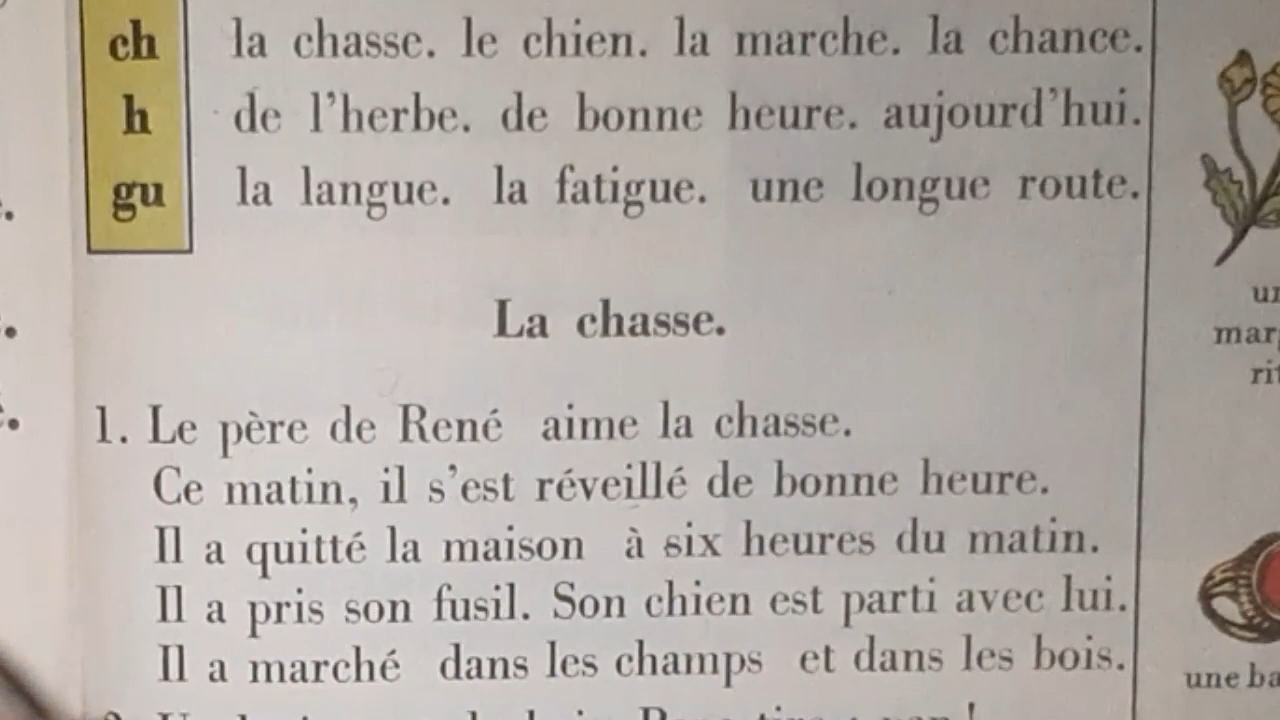 ch la chasse. le chien. la marche. la chance.
h de l'herbe. de bonne heure. aujourd'hui.
gu la langue. la fatigue. une longue route.
La chasse.
1. Le père de René aime la chasse.
Ce matin, il s'est réveillé de bonne heure.
Il a quitté la maison à six heures du matin.
Il a pris son fusil. Son chien est parti avec lui.
Il a marché dans les champs et dans les bois.
une